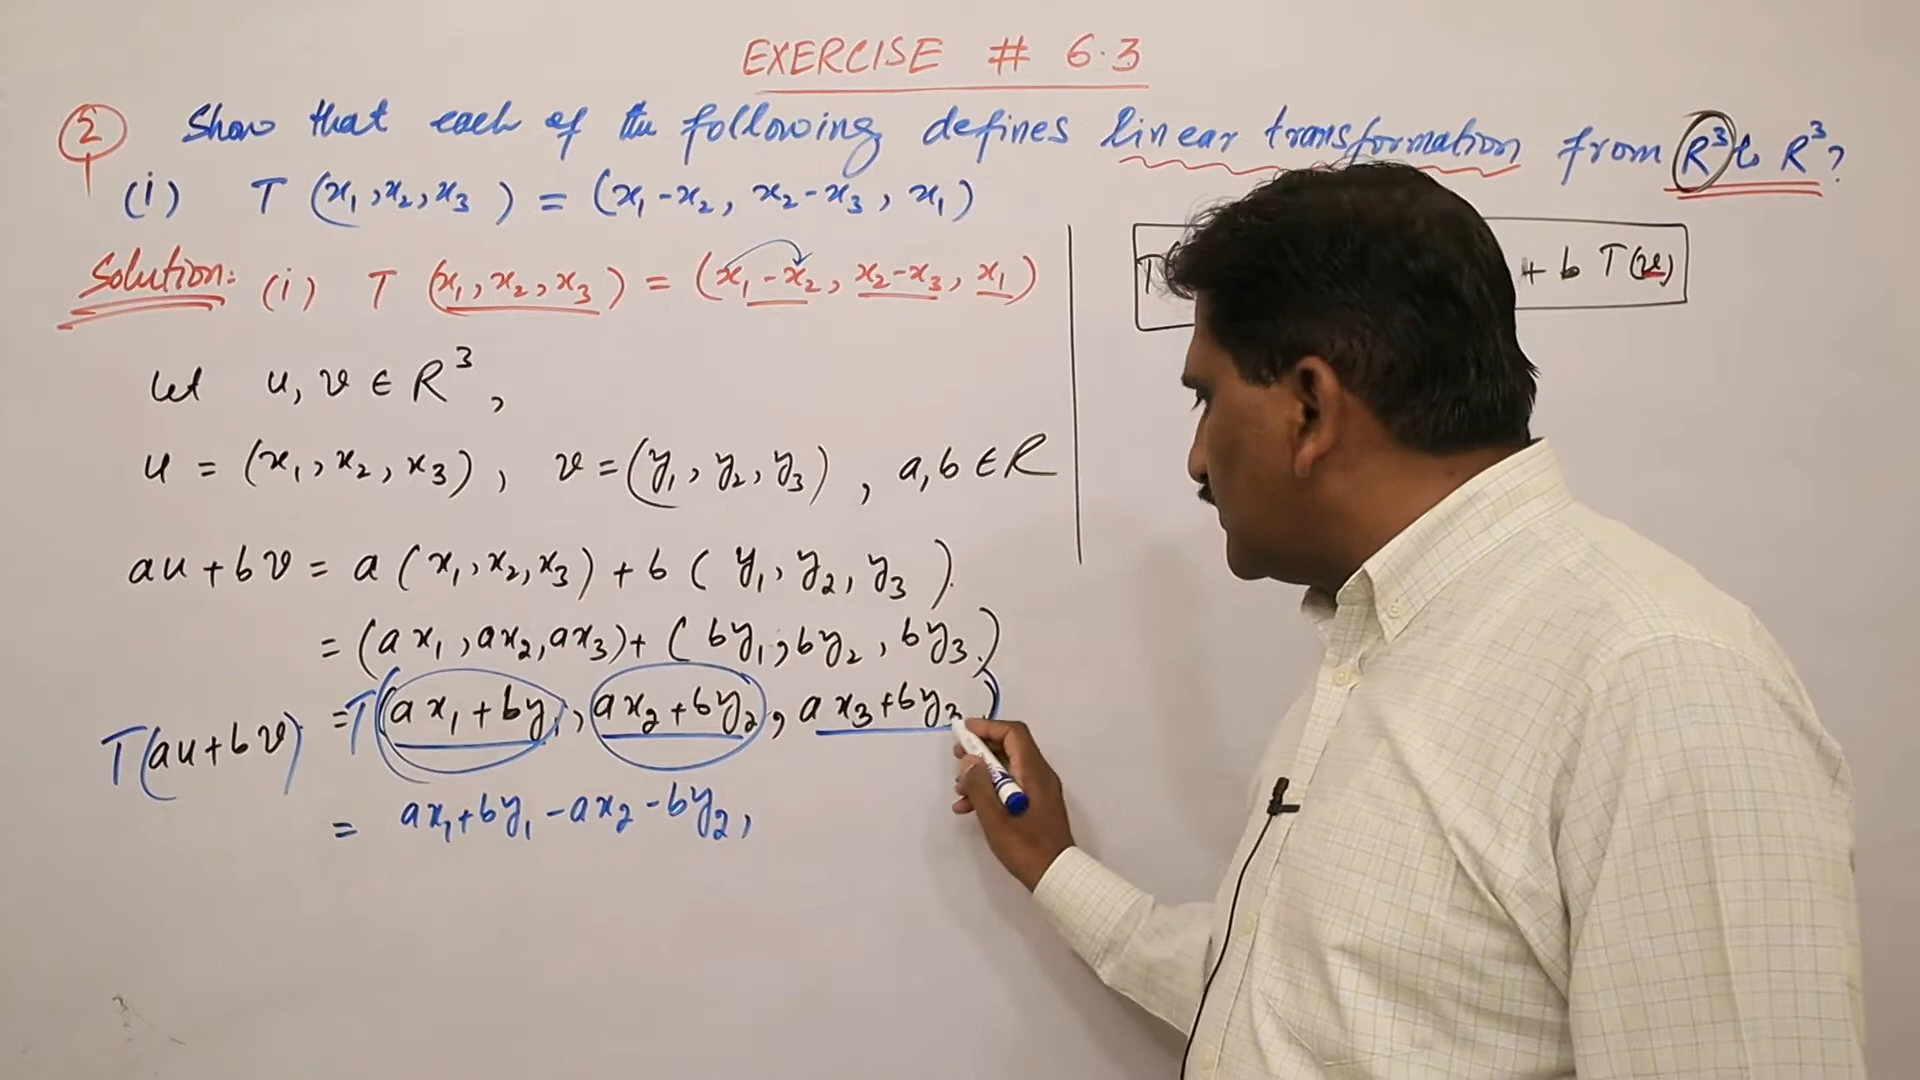 EXERCISE # 6.3
2 Show that each of the following defines linear transformation from R³ to R³?
(i) T (x₁, x₂, x₃) = (x₁ - x₂, x₂ - x₃, x₁)
Solution: (i) T (x₁, x₂, x₃) = (x₁ - x₂, x₂ - x₃, x₁)
T( + b T(v)
Let u, v ∈ R³,
u = (x₁, x₂, x₃), v = (y₁, y₂, y₃), a, b ∈ R
au + bv = a (x₁, x₂, x₃) + b (y₁, y₂, y₃).
= (ax₁, ax₂, ax₃) + (by₁, by₂, by₃)
T(au + bv) = T(ax₁ + by₁, ax₂ + by₂, ax₃ + by₃)
= ax₁ + by₁ - ax₂ - by₂,